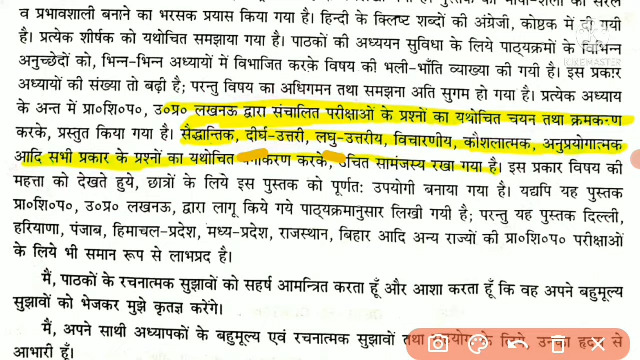 व प्रभावशाली बनाने का भरसक प्रयास किया गया है। हिन्दी के क्लिष्ट शब्दों की अंग्रेजी, कोष्ठक में दी गयी
है। प्रत्येक शीर्षक को यथोचित समझाया गया है। पाठकों की अध्ययन सुविधा के लिये पाठ्यक्रमों के विभिन्न
अनुच्छेदों को, भिन्न-भिन्न अध्यायों में विभाजित करके विषय की भली-भाँति व्याख्या की गयी है। इस प्रकार
अध्यायों की संख्या तो बढ़ी है; परन्तु विषय का अधिगमन तथा समझना अति सुगम हो गया है। प्रत्येक अध्याय
के अन्त में प्रा०शि०प०, उ०प्र० लखनऊ द्वारा संचालित परीक्षाओं के प्रश्नों का यथोचित चयन तथा क्रमकरण
करके, प्रस्तुत किया गया है। सैद्धान्तिक, दीर्घ-उत्तरी, लघु-उत्तरीय, विचारणीय, कौशलात्मक, अनुप्रयोगात्मक
आदि सभी प्रकार के प्रश्नों का यथोचित करके, उचित सामंजस्य रखा गया है। इस प्रकार विषय की
महत्ता को देखते हुये, छात्रों के लिये इस पुस्तक को पूर्णतः उपयोगी बनाया गया है। यद्यपि यह पुस्तक
प्रा०शि०प०, उ०प्र० लखनऊ, द्वारा लागू किये गये पाठ्यक्रमानुसार लिखी गयी है; परन्तु यह पुस्तक दिल्ली,
हरियाणा, पंजाब, हिमाचल-प्रदेश, मध्य-प्रदेश, राजस्थान, बिहार आदि अन्य राज्यों की प्रा०शि०प० परीक्षाओं
के लिये भी समान रूप से लाभप्रद है।
मैं, पाठकों के रचनात्मक सुझावों को सहर्ष आमन्त्रित करता हूँ और आशा करता हूँ कि वह अपने बहुमूल्य
सुझावों को भेजकर मुझे कृतज्ञ करेंगे।
मैं, अपने साथी अध्यापकों के बहुमूल्य एवं रचनात्मक सुझावों तथा के लिये, उनका हृदय से
आभारी हूँ।